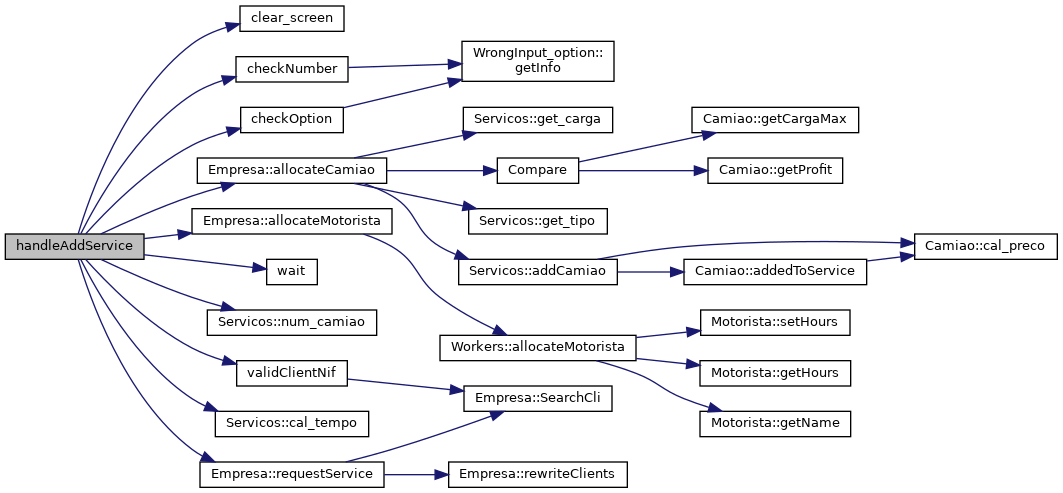 clear_screen
WrongInput_option::
getInfo
checkNumber
checkOption
Servicos::get_carga
Camiao::getCargaMax
Empresa::allocateCamiao
Compare
Camiao::getProfit
Empresa::allocateMotorista
Servicos::get_tipo
handleAddService
Camiao::cal_preco
wait
Servicos::addCamiao
Camiao::addedToService
Servicos::num_camiao
Motorista::setHours
Workers::allocateMotorista
validClientNif
Motorista::getHours
Empresa::SearchCli
Servicos::cal_tempo
Motorista::getName
Empresa::requestService
Empresa::rewriteClients